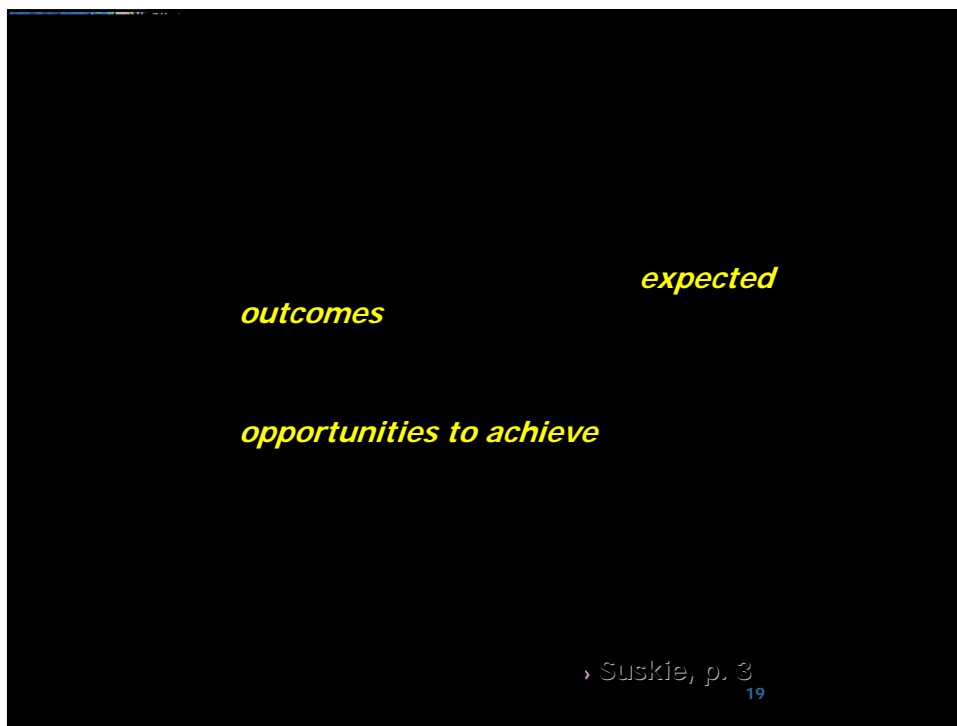 expected
outcomes
opportunities to achieve
› Suskie, p. 3
19